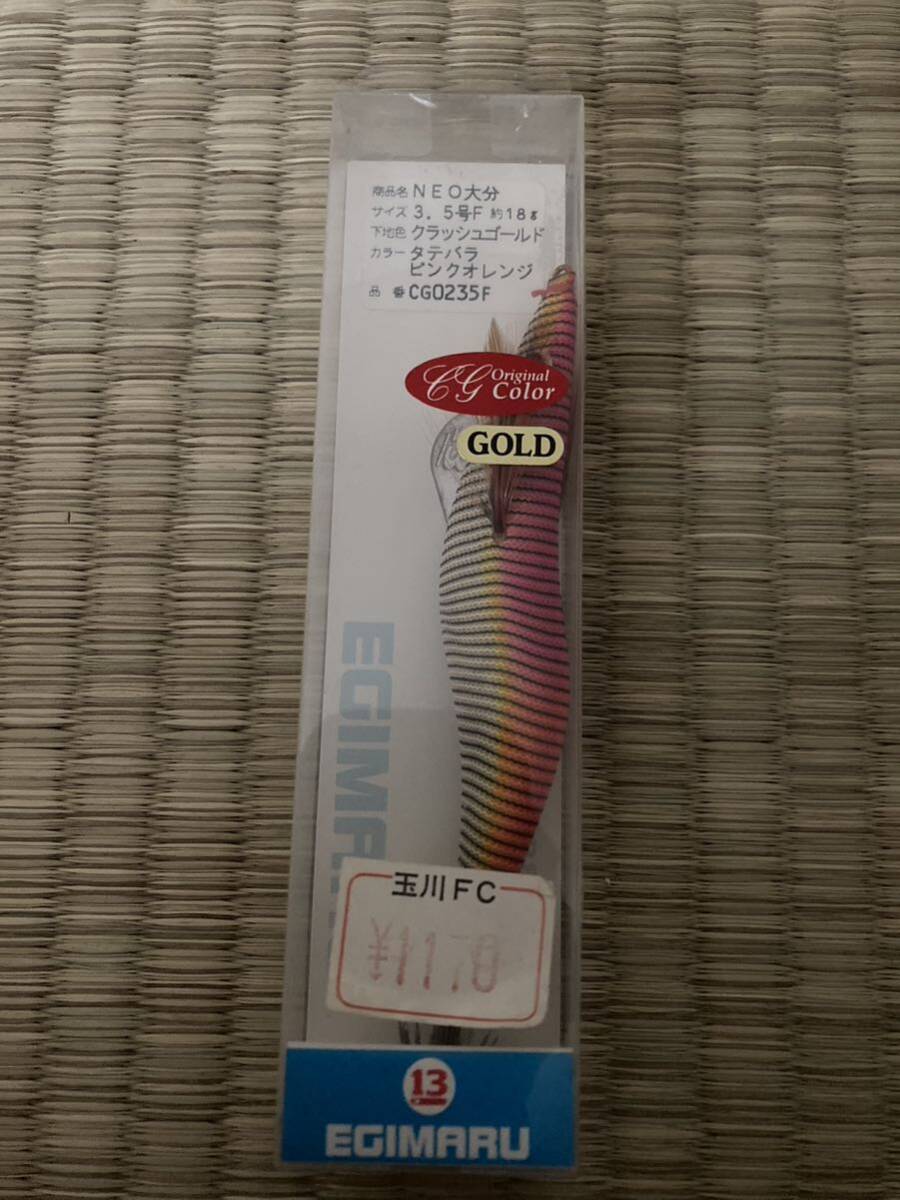 商品名 NEO大分
サイズ 3.5号F 約18g
下地色 クラッシュゴールド
カラー タテバラ
ピンクオレンジ
品番 CG0235F
CG Original
Color
GOLD
EGIMA
玉川FC
¥1170
13
EGIMARU